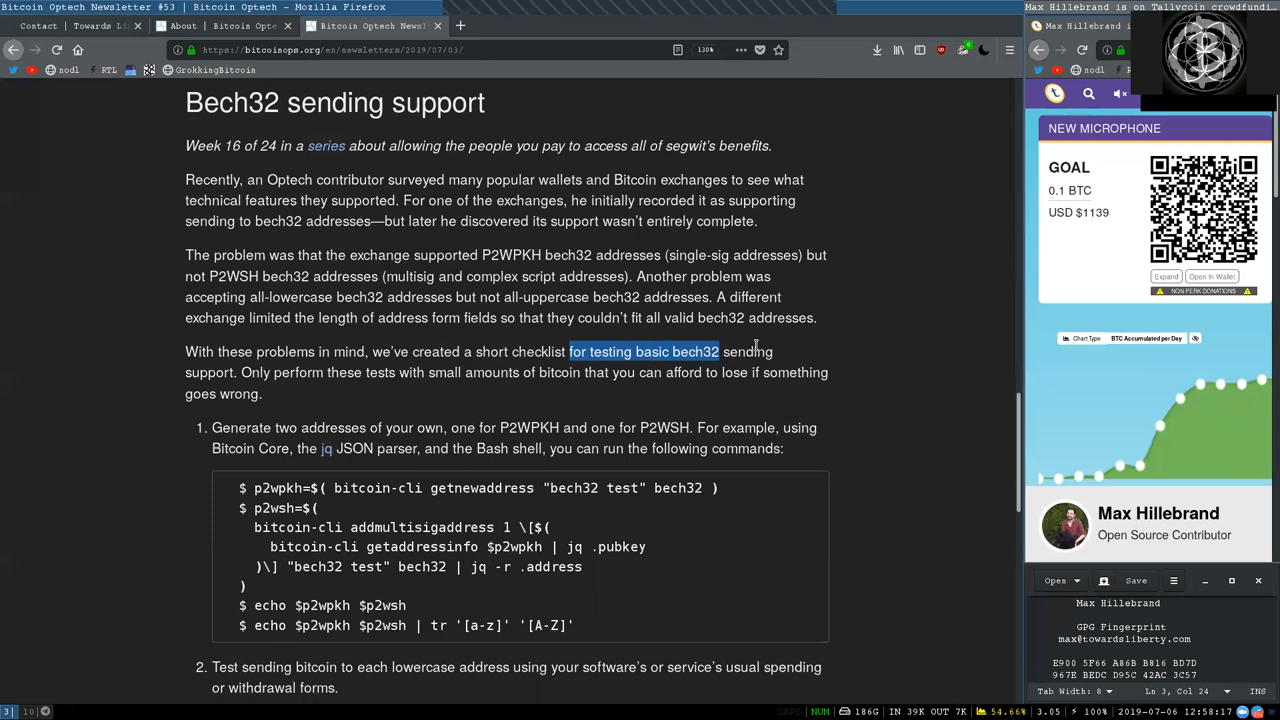 Bitcoin Optech Newsletter #53 | Bitcoin Optech - Mozilla Firefox
Max Hillebrand is on Tallycoin crowdfundi
Contact | Towards Li
About | Bitcoin Opte
Bitcoin Optech Newsl
Max Hillebrand i
https://bitcoinops.org/en/newsletters/2019/07/03/
130%
nodl
RTL
GrokkingBitcoin
nodl
Bech32 sending support
Week 16 of 24 in a series about allowing the people you pay to access all of segwit's benefits.
Recently, an Optech contributor surveyed many popular wallets and Bitcoin exchanges to see what
technical features they supported. For one of the exchanges, he initially recorded it as supporting
sending to bech32 addresses—but later he discovered its support wasn't entirely complete.
The problem was that the exchange supported P2WPKH bech32 addresses (single-sig addresses) but
not P2WSH bech32 addresses (multisig and complex script addresses). Another problem was
accepting all-lowercase bech32 addresses but not all-uppercase bech32 addresses. A different
exchange limited the length of address form fields so that they couldn't fit all valid bech32 addresses.
With these problems in mind, we've created a short checklist for testing basic bech32 sending
support. Only perform these tests with small amounts of bitcoin that you can afford to lose if something
goes wrong.
1. Generate two addresses of your own, one for P2WPKH and one for P2WSH. For example, using
Bitcoin Core, the jq JSON parser, and the Bash shell, you can run the following commands:
$ p2wpkh=$( bitcoin-cli getnewaddress "bech32 test" bech32 )
$ p2wsh=$(
bitcoin-cli addmultisigaddress 1 \[$(
bitcoin-cli getaddressinfo $p2wpkh | jq .pubkey
)\] "bech32 test" bech32 | jq -r .address
)
$ echo $p2wpkh $p2wsh
$ echo $p2wpkh $p2wsh | tr '[a-z]' '[A-Z]'
2. Test sending bitcoin to each lowercase address using your software's or service's usual spending
or withdrawal forms.
NEW MICROPHONE
GOAL
0.1 BTC
USD $1139
Expand
Open in Wallet
NON PERK DONATIONS
Chart Type BTC Accumulated per Day
Max Hillebrand
Open Source Contributor
Open
Save
Max Hillebrand
GPG Fingerprint
max@towardsliberty.com
E900 5F66 A86B B816 BD7D
967E BEDC D95C 42AC 3C57
Tab Width: 8
Ln 3, Col 24
INS
3
10
CAPS NUM 186G IN 39K OUT 7K 54.66% 3.05 100% 2019-07-06 12:58:17